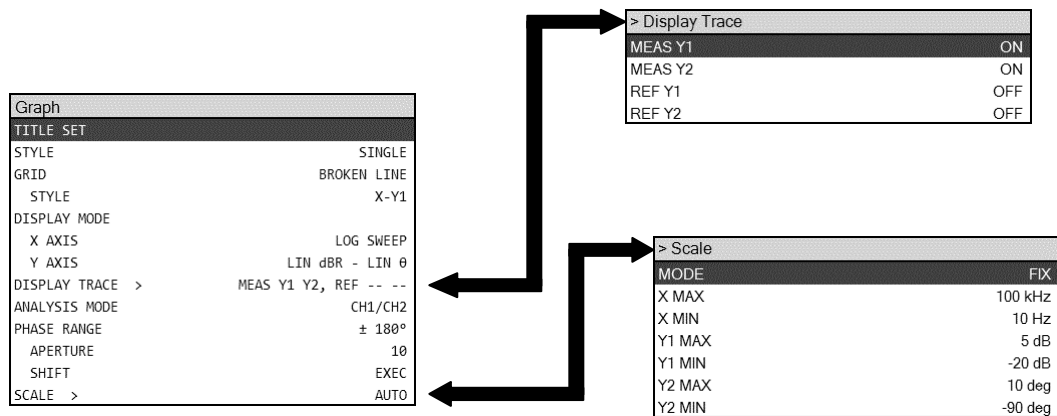 > Display Trace
MEAS Y1 ON
MEAS Y2 ON
REF Y1 OFF
REF Y2 OFF
Graph
TITLE SET
STYLE SINGLE
GRID BROKEN LINE
STYLE X-Y1
DISPLAY MODE
X AXIS LOG SWEEP
Y AXIS LIN dBR - LIN θ
DISPLAY TRACE > MEAS Y1 Y2, REF -- --
ANALYSIS MODE CH1/CH2
PHASE RANGE ± 180°
APERTURE 10
SHIFT EXEC
SCALE > AUTO
> Scale
MODE FIX
X MAX 100 kHz
X MIN 10 Hz
Y1 MAX 5 dB
Y1 MIN -20 dB
Y2 MAX 10 deg
Y2 MIN -90 deg